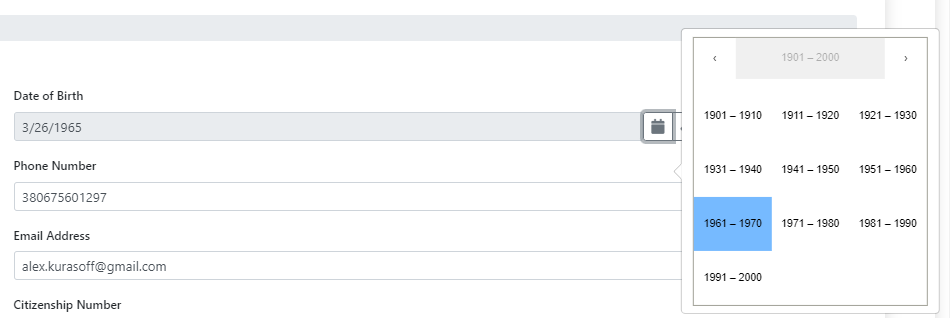 Date of Birth
3/26/1965
Phone Number
380675601297
Email Address
alex.kurasoff@gmail.com
Citizenship Number
‹ 1901 – 2000 ›
1901 – 1910 1911 – 1920 1921 – 1930
1931 – 1940 1941 – 1950 1951 – 1960
1961 – 1970 1971 – 1980 1981 – 1990
1991 – 2000